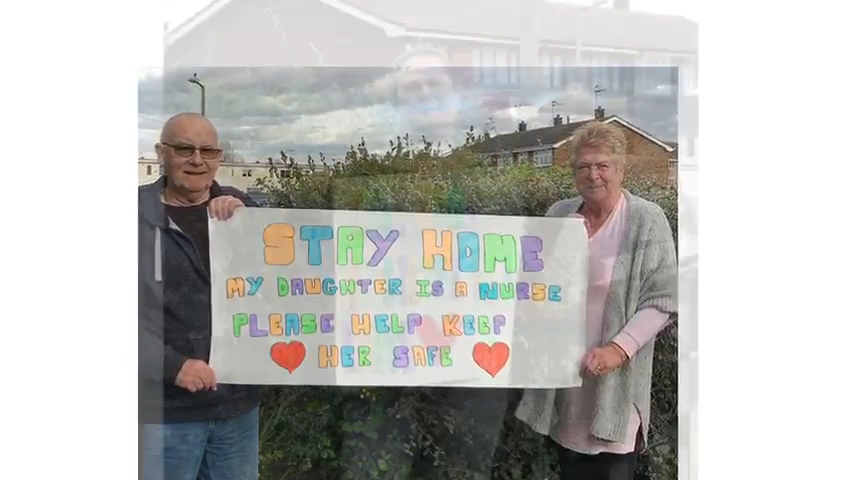 STAY HOME
MY DAUGHTER IS A NURSE
PLEASE HELP KEEP
HER SAFE